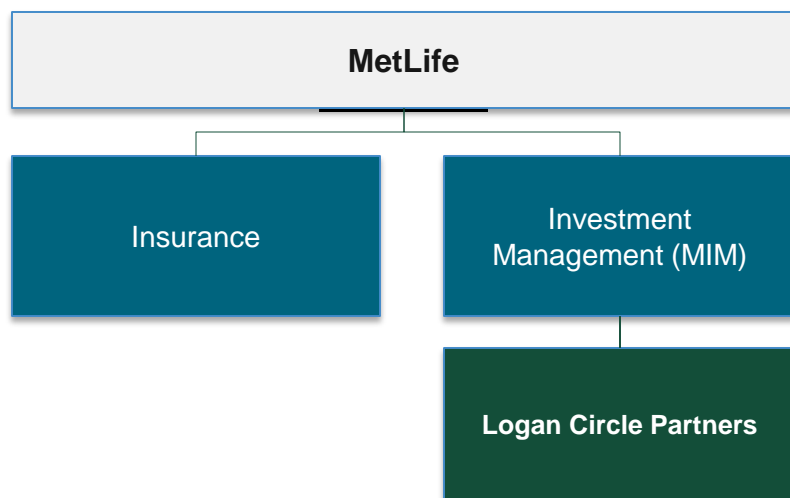 MetLife
Insurance
Investment
Management (MIM)
Logan Circle Partners